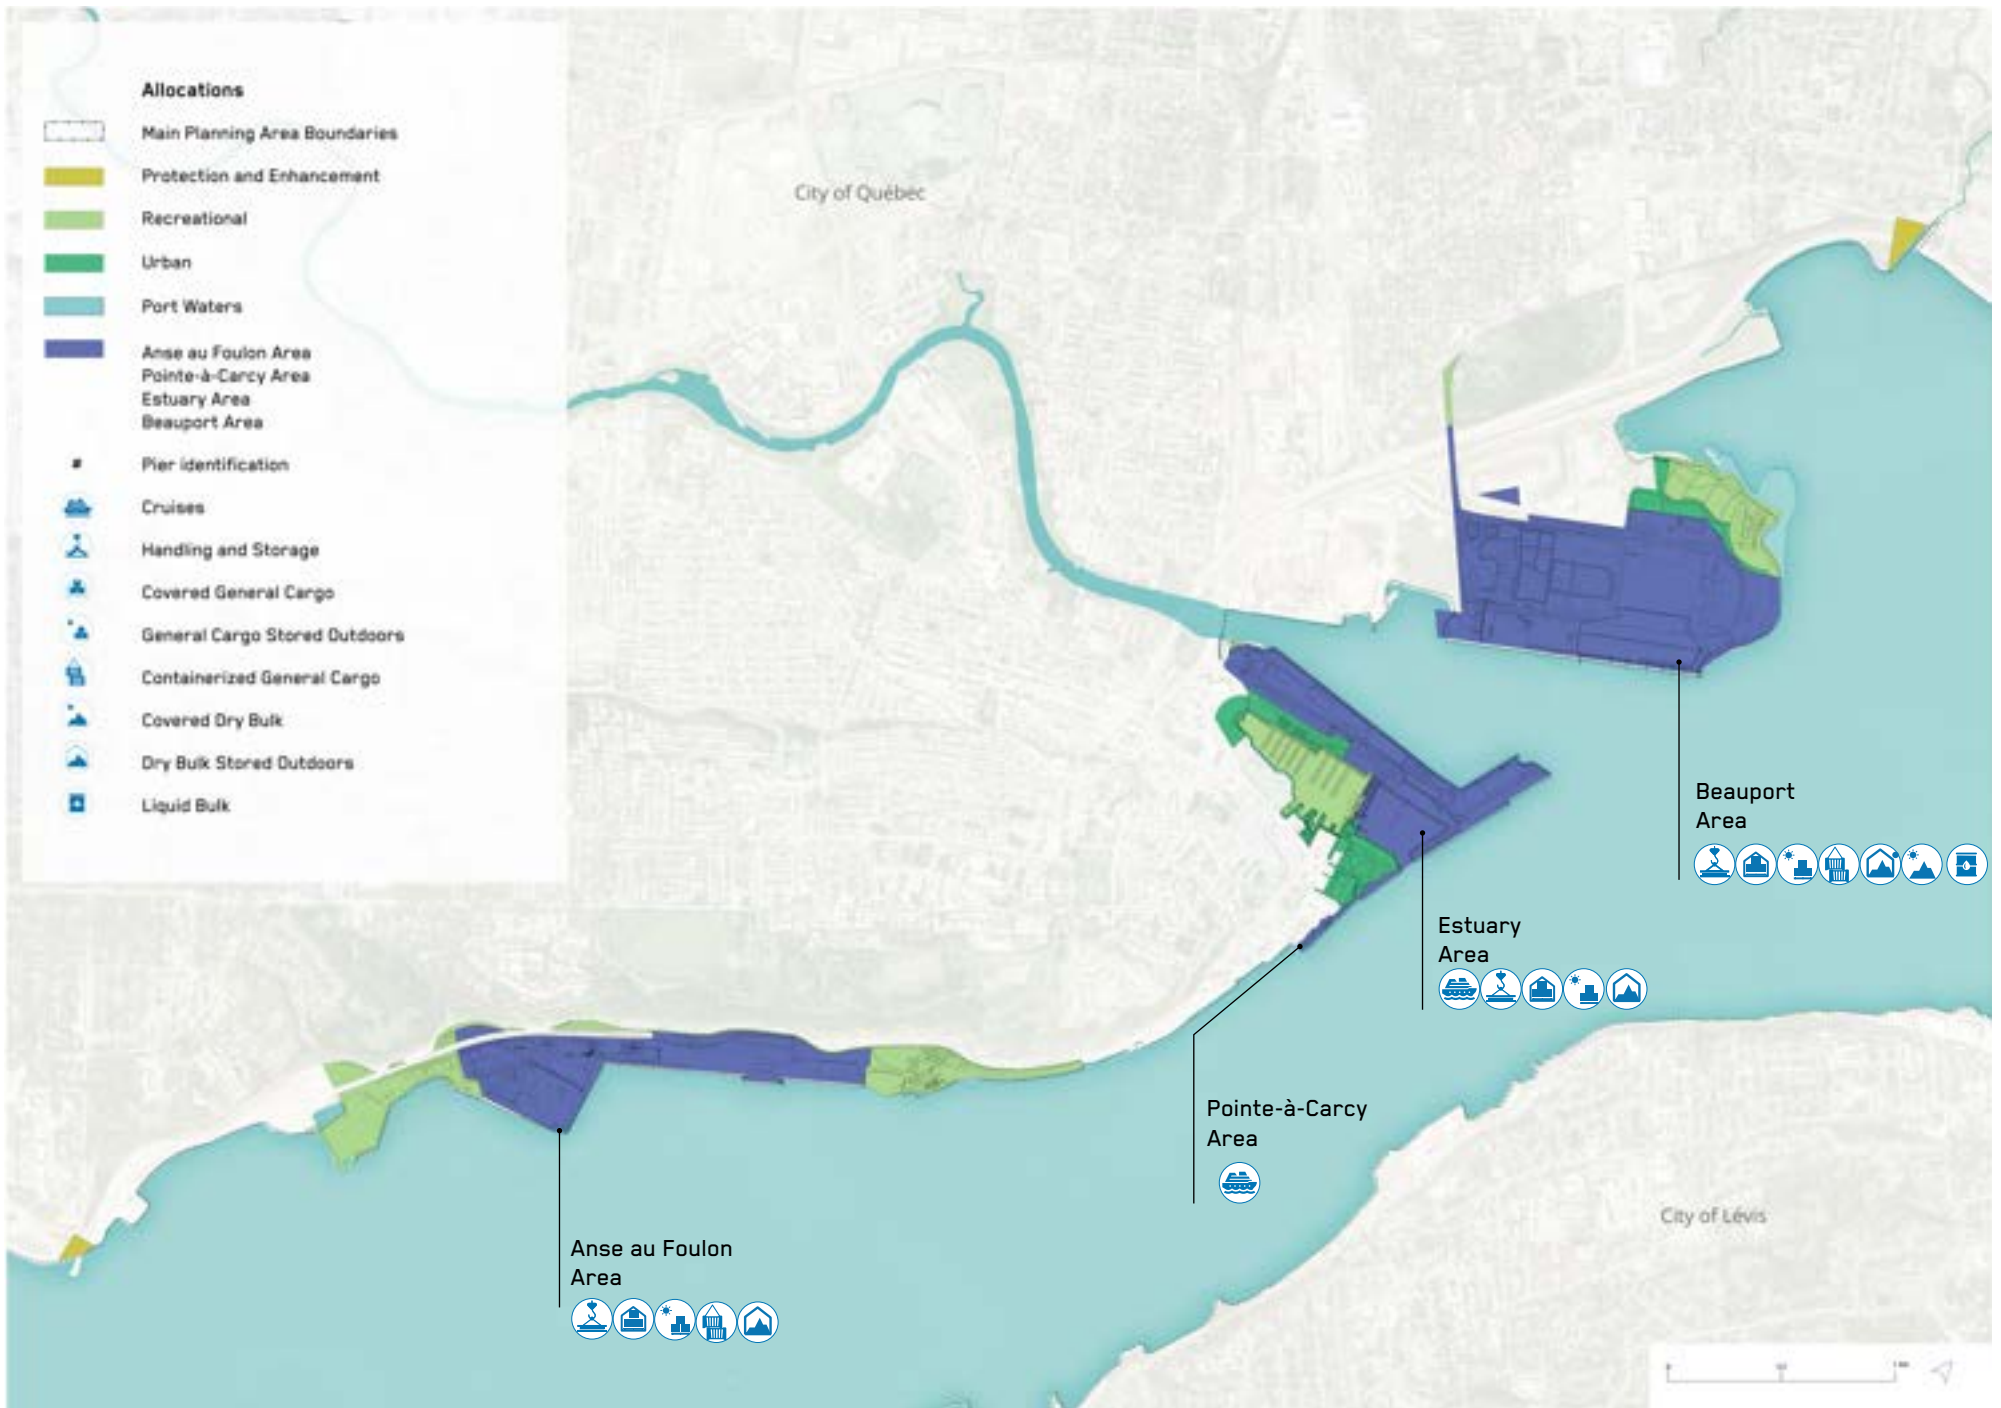 Allocations
Main Planning Area Boundaries
Protection and Enhancement
Recreational
Urban
Port Waters
Anse au Foulon Area
Pointe-à-Carcy Area
Estuary Area
Beauport Area
#
Pier identification
Cruises
Handling and Storage
Covered General Cargo
General Cargo Stored Outdoors
Containerized General Cargo
Covered Dry Bulk
Dry Bulk Stored Outdoors
Liquid Bulk
City of Québec
Beauport
Area
Estuary
Area
Pointe-à-Carcy
Area
City of Lévis
Anse au Foulon
Area